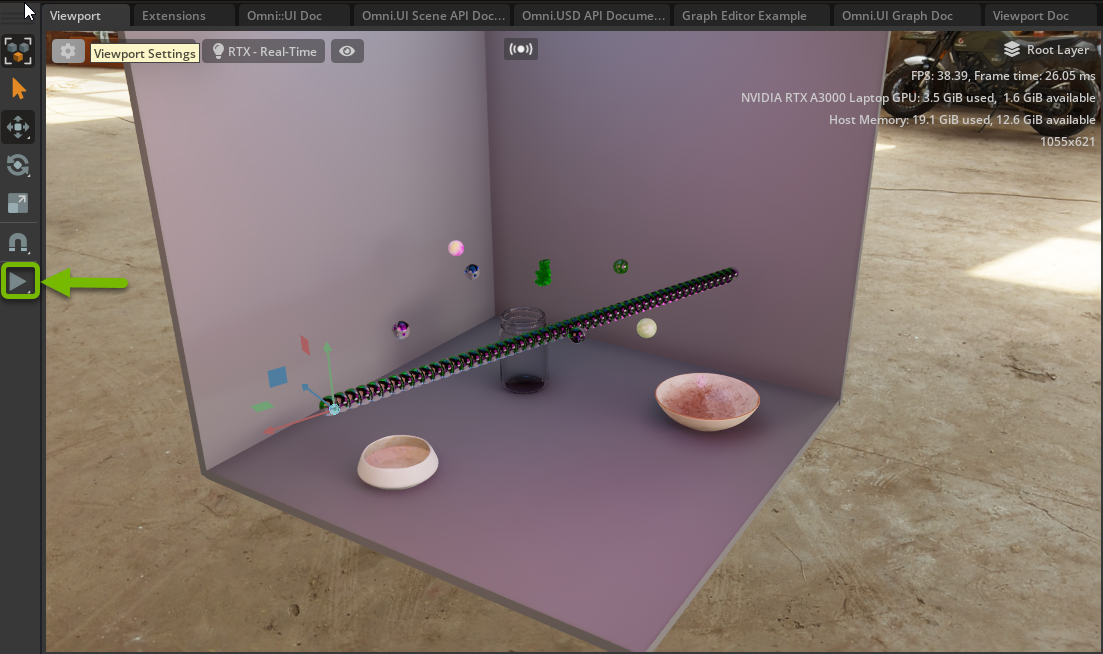 Viewport
Extensions
Omni::UI Doc
Omni.UI Scene API Doc...
Omni.USD API Docume...
Graph Editor Example
Omni.UI Graph Doc
Viewport Doc
Viewport Settings
RTX - Real-Time
Root Layer
FPS: 38.39, Frame time: 26.05 ms
NVIDIA RTX A3000 Laptop GPU: 3.5 GiB used, 1.6 GiB available
Host Memory: 19.1 GiB used, 12.6 GiB available
1055x621